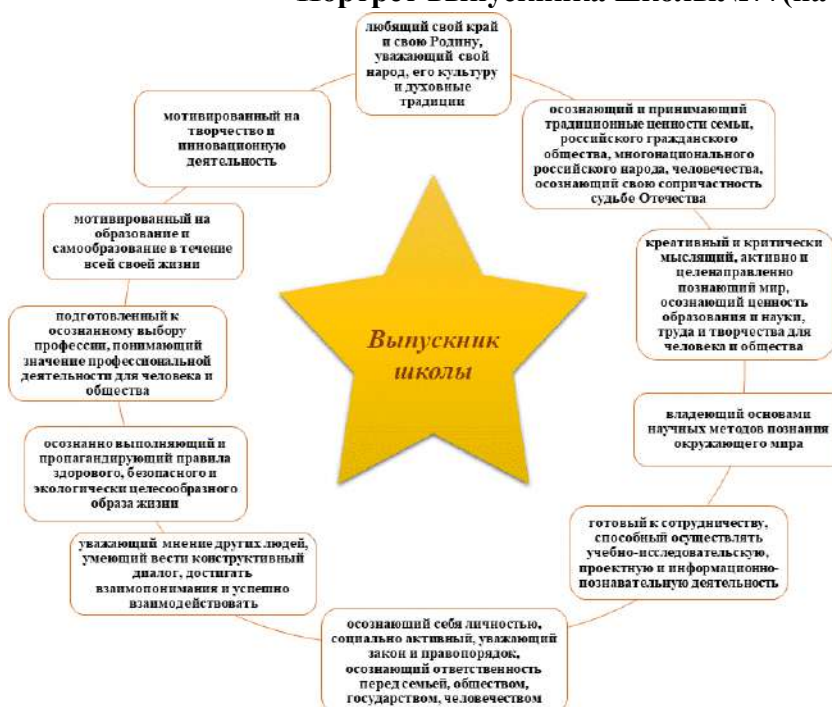 любящий свой край
и свою Родину,
уважающий свой
народ, его культуру
и духовные
традиции
осознающий и принимающий
традиционные ценности семьи,
российского гражданского
общества, многонационального
российского народа, человечества,
осознающий свою сопричастность
судьбе Отечества
креативный и критически
мыслящий, активно и
целенаправленно
познающий мир,
осознающий ценность
образования и науки,
труда и творчества для
человека и общества
владеющий основами
научных методов познания
окружающего мира
готовый к сотрудничеству,
способный осуществлять
учебно-исследовательскую,
проектную и информационно-
познавательную деятельность
осознающий себя личностью,
социально активный, уважающий
закон и правопорядок,
осознающий ответственность
перед семьей, обществом,
государством, человечеством
уважающий мнение других людей,
умеющий вести конструктивный
диалог, достигать
взаимопонимания и успешно
взаимодействовать
осознанно выполняющий и
пропагандирующий правила
здорового, безопасного и
экологически целесообразного
образа жизни
подготовленный к
осознанному выбору
профессии, понимающий
значение профессиональной
деятельности для человека и
общества
мотивированный на
образование и
самообразование в течение
всей своей жизни
мотивированный на
творчество и
инновационную
деятельность
Выпускник
школы